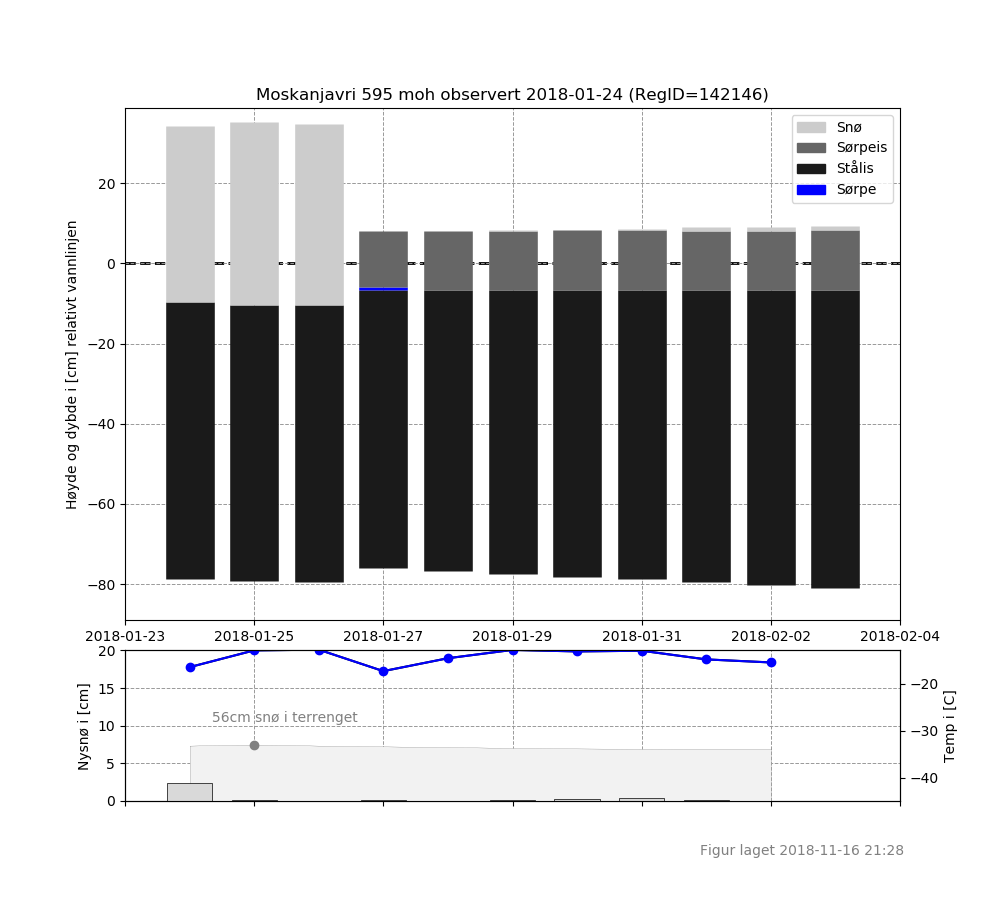 Moskanjavri 595 moh observert 2018-01-24 (RegID=142146)
Snø
Sørpeis
Stålis
Sørpe
Høyde og dybde i [cm] relativt vannlinjen
20
0
−20
−40
−60
−80
2018-01-23 2018-01-25 2018-01-27 2018-01-29 2018-01-31 2018-02-02 2018-02-04
Nysnø i [cm]
20
15
10
5
0
56cm snø i terrenget
−20
−30
−40
Temp i [C]
Figur laget 2018-11-16 21:28